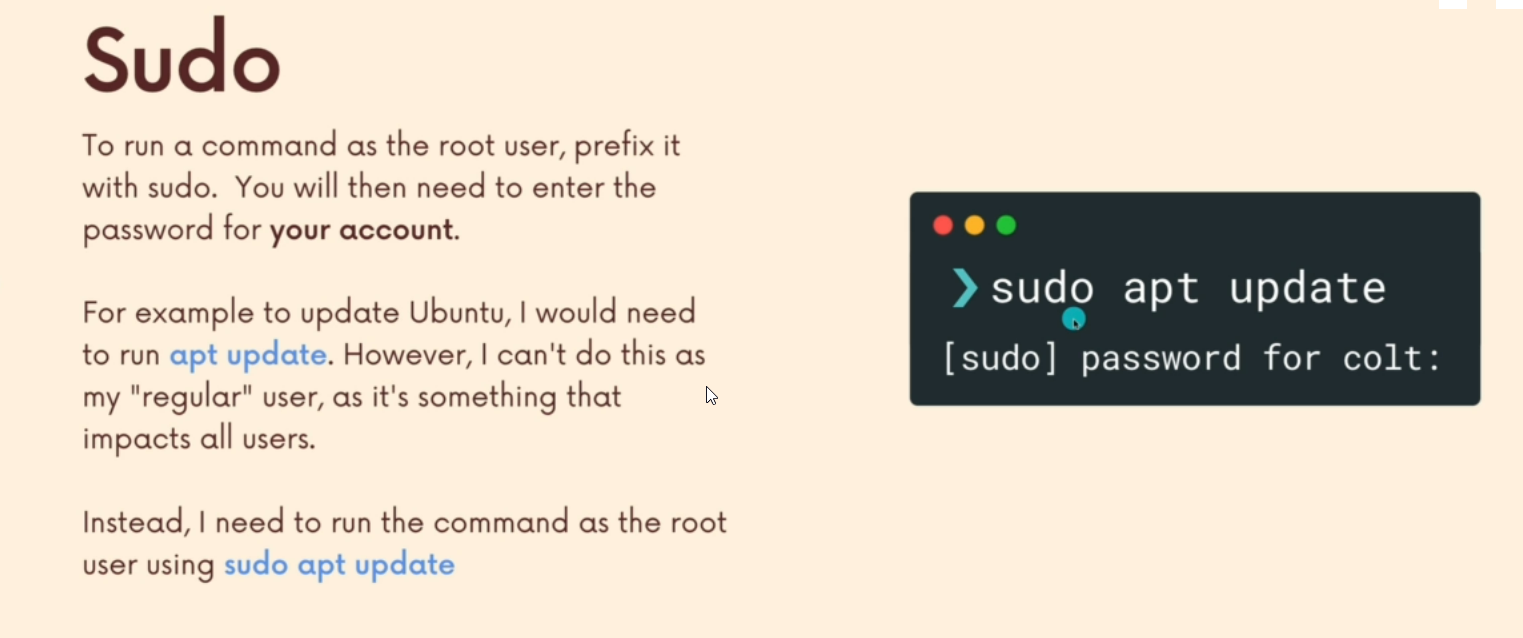 Sudo
To run a command as the root user, prefix it
with sudo.  You will then need to enter the
password for your account.
For example to update Ubuntu, I would need
to run apt update. However, I can't do this as
my "regular" user, as it's something that
impacts all users.
Instead, I need to run the command as the root
user using sudo apt update
❯ sudo apt update
[sudo] password for colt: